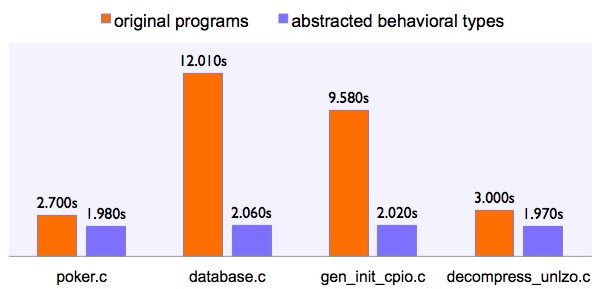 original programs abstracted behavioral types
12.010s
9.580s
2.700s 1.980s 2.060s 2.020s 3.000s 1.970s
poker.c database.c gen_init_cpio.c decompress_unlzo.c